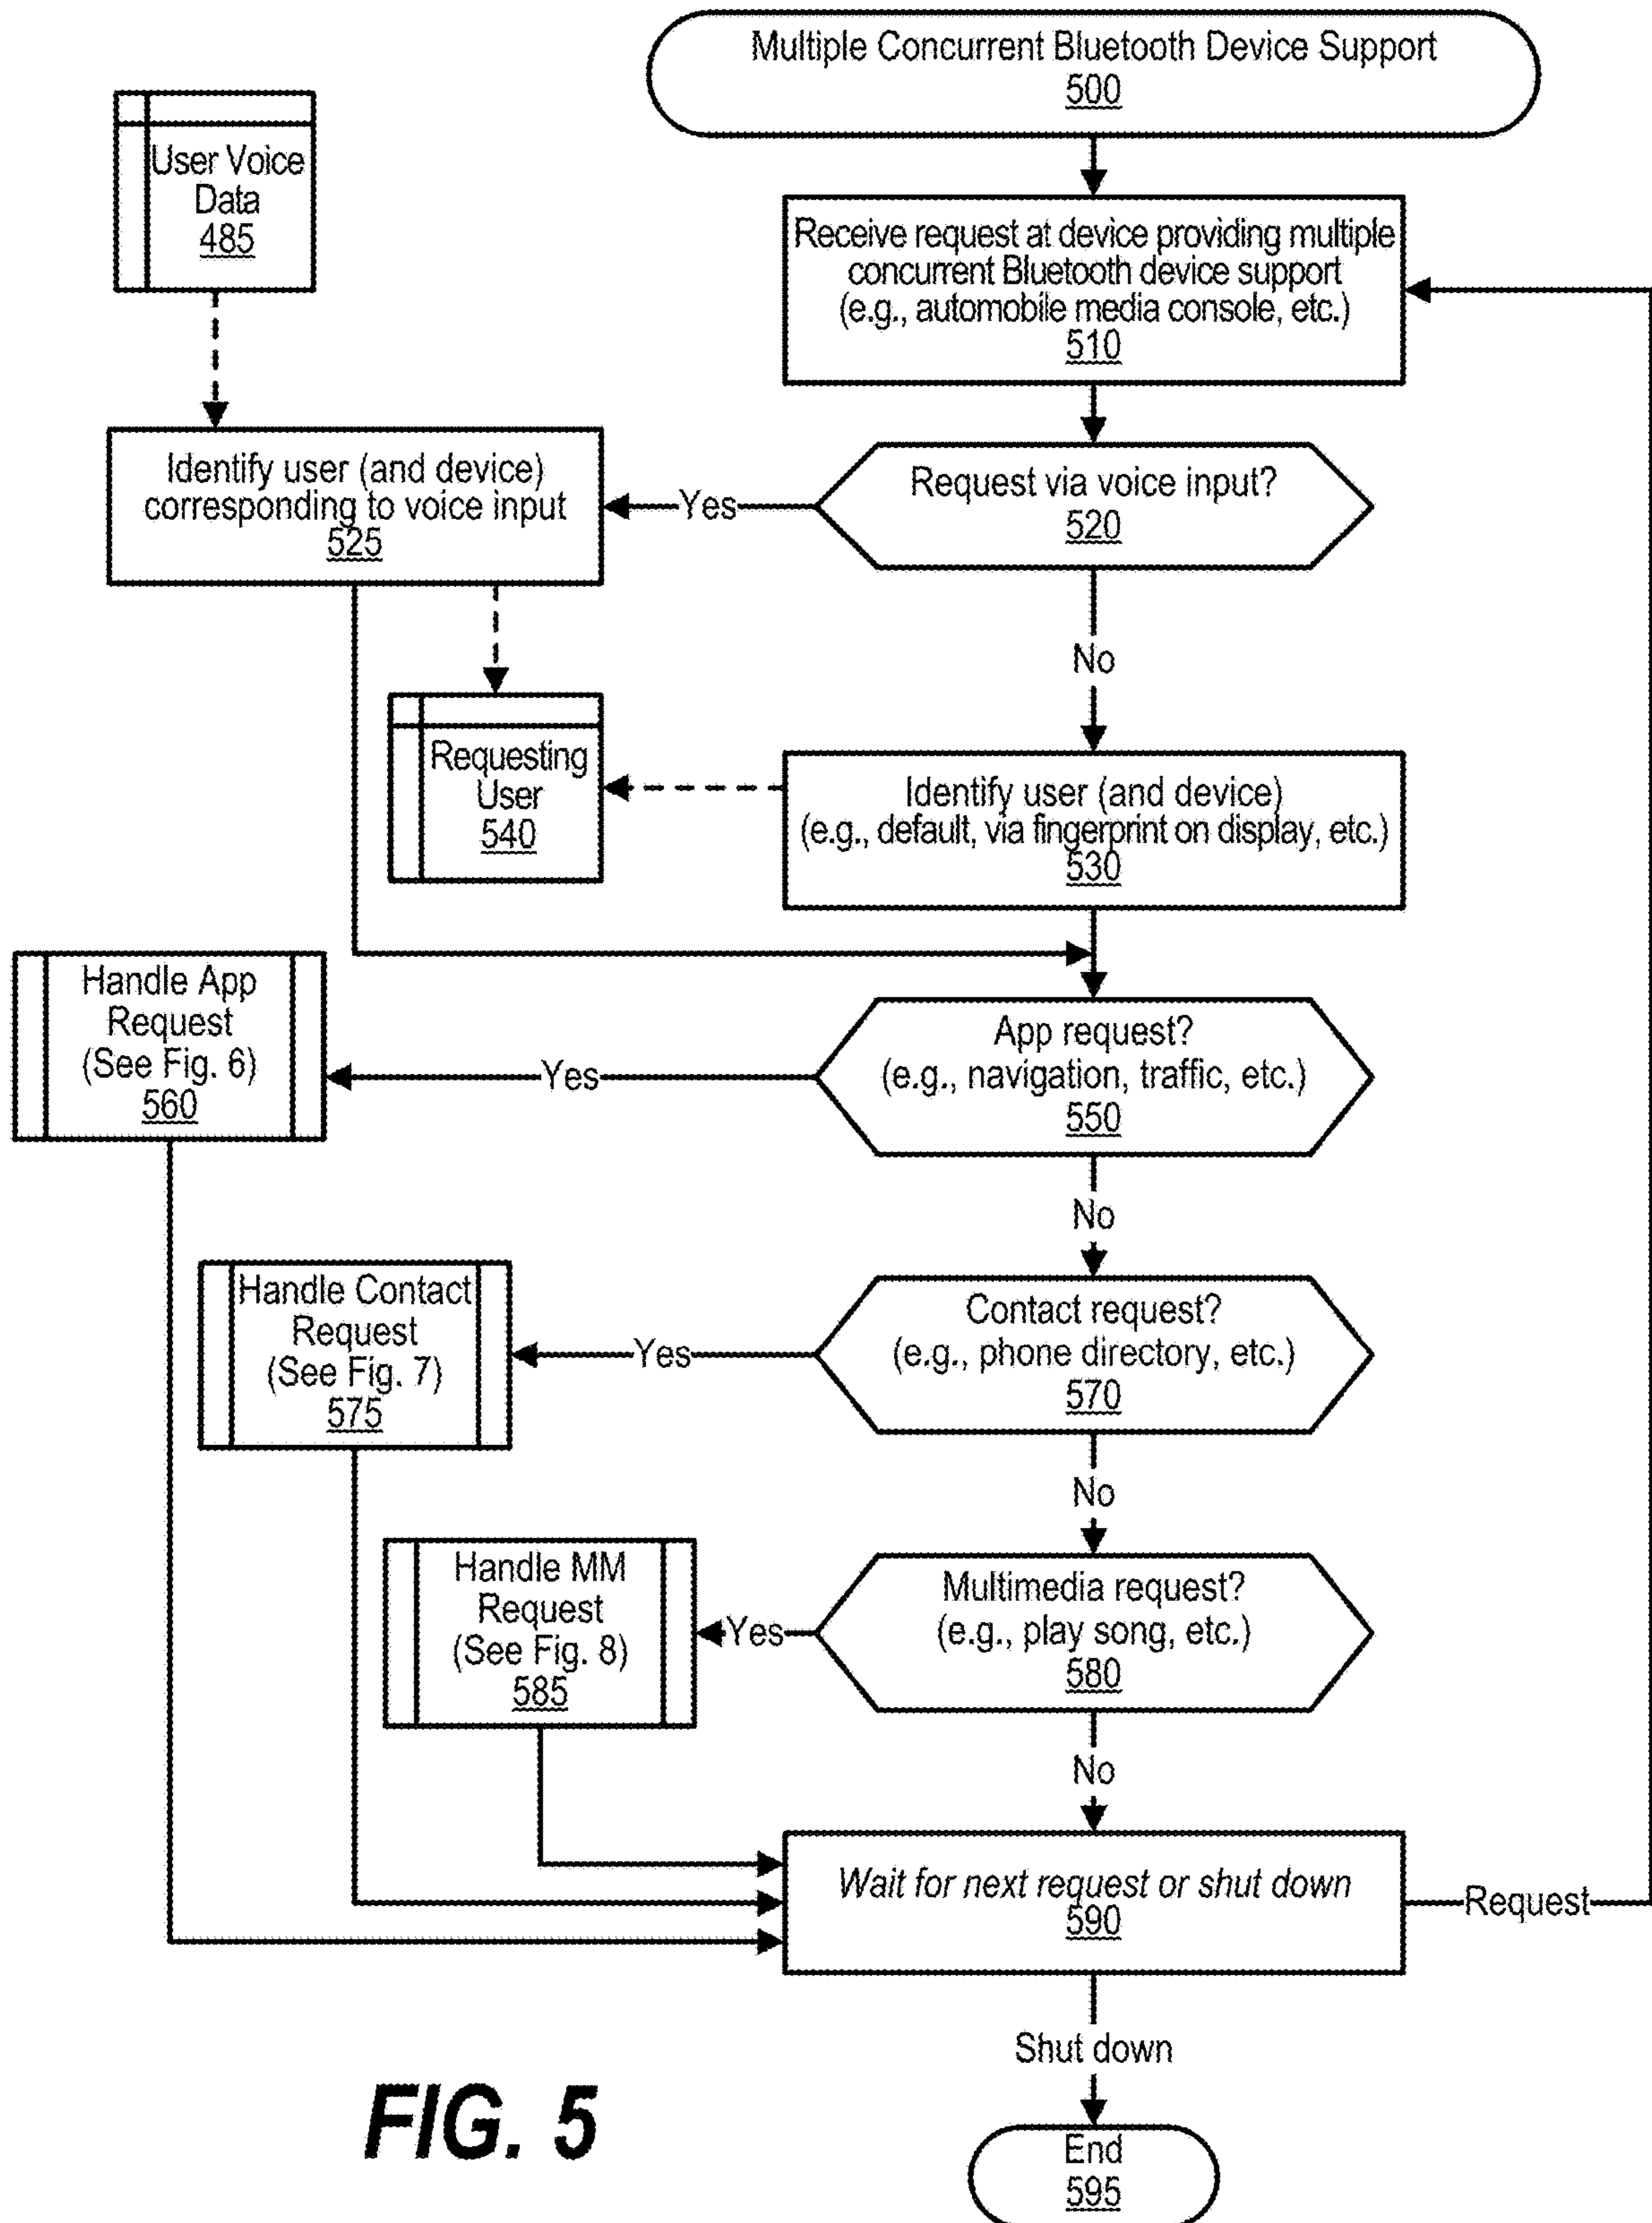 Multiple Concurrent Bluetooth Device Support
500
User Voice
Data
485
Receive request at device providing multiple
concurrent Bluetooth device support
(e.g., automobile media console, etc.)
510
Identify user (and device)
corresponding to voice input
525
Yes
Request via voice input?
520
No
Requesting
User
540
Identify user (and device)
(e.g., default, via fingerprint on display, etc.)
530
Handle App
Request
(See Fig. 6)
560
Yes
App request?
(e.g., navigation, traffic, etc.)
550
No
Handle Contact
Request
(See Fig. 7)
575
Yes
Contact request?
(e.g., phone directory, etc.)
570
No
Handle MM
Request
(See Fig. 8)
585
Yes
Multimedia request?
(e.g., play song, etc.)
580
No
Wait for next request or shut down
590
Request
Shut down
FIG. 5
End
595